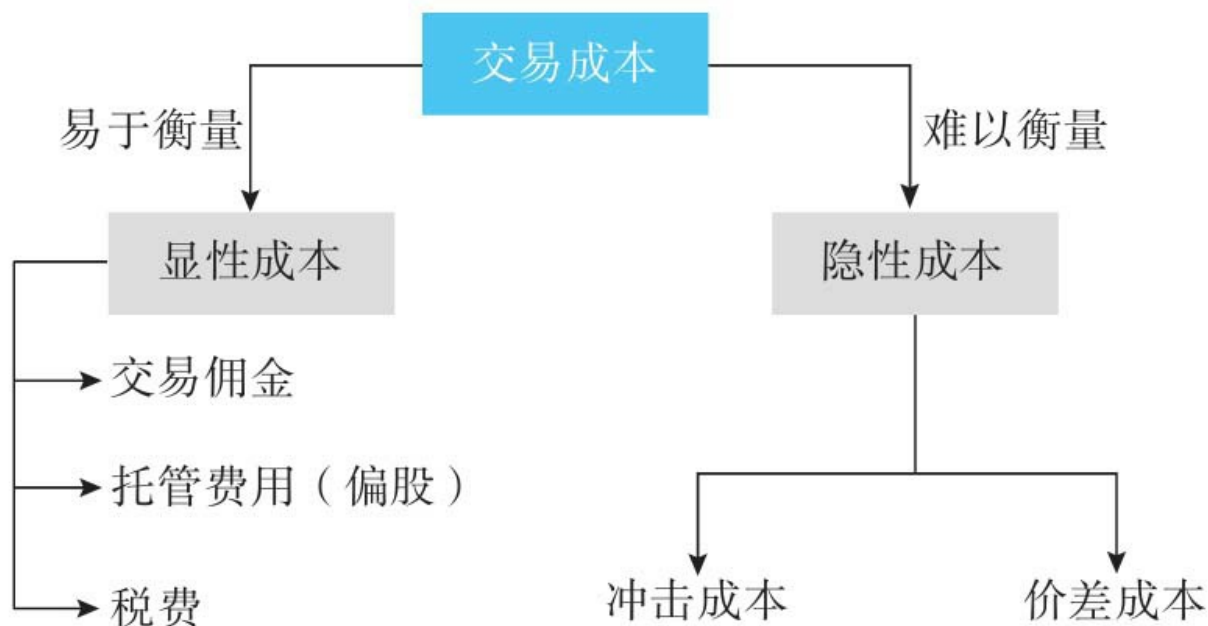 交易成本
易于衡量
难以衡量
显性成本
隐性成本
交易佣金
托管费用（偏股）
税费
冲击成本
价差成本